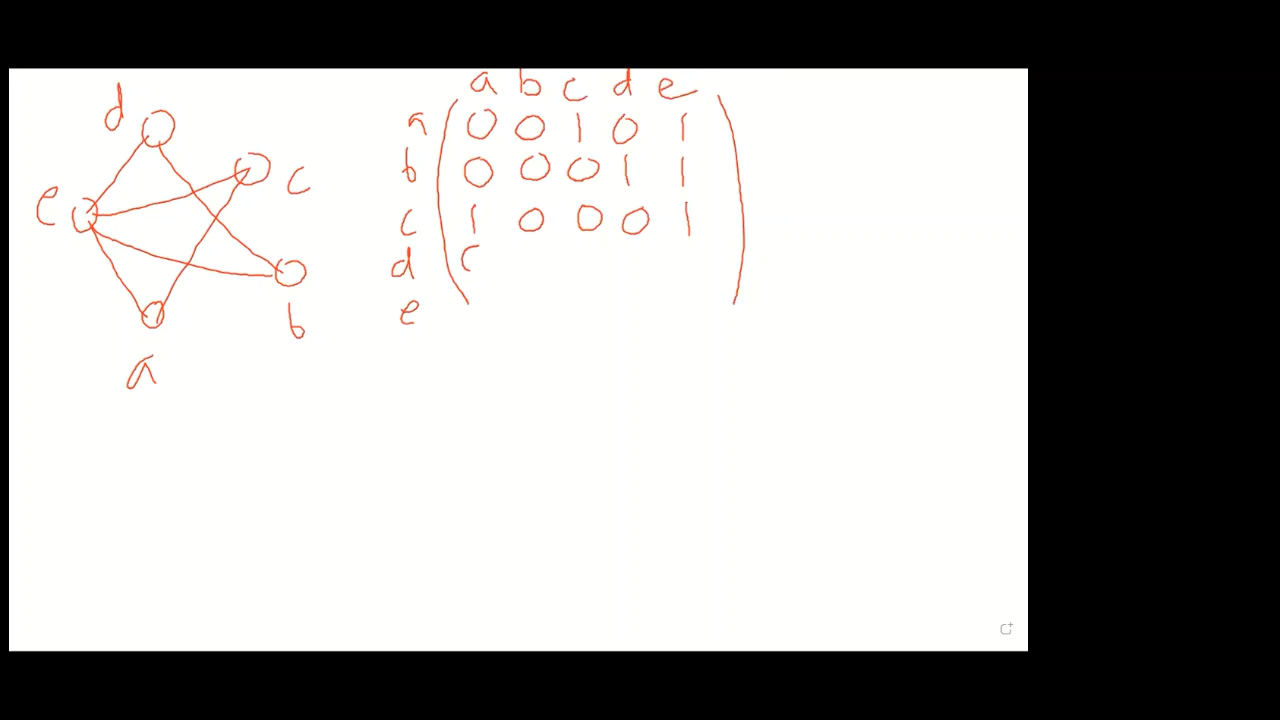 d
c
e
b
a
a b c d e
a 0 0 1 0 1
b 0 0 0 1 1
c 1 0 0 0 1
d
e